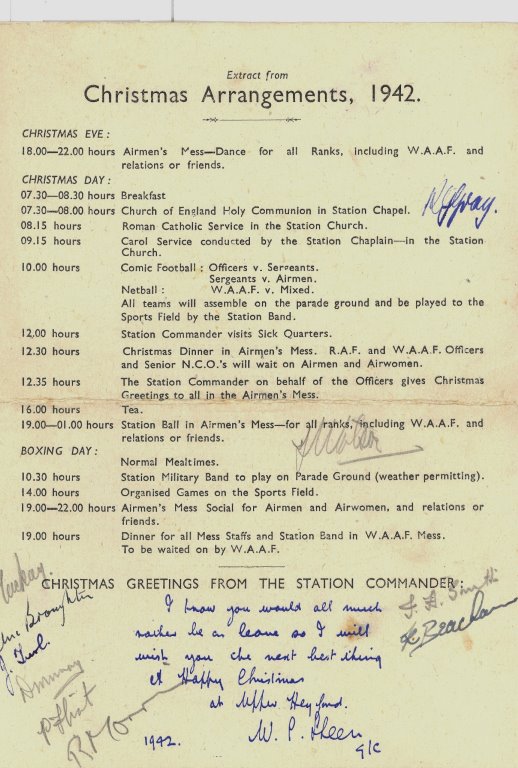 Extract from
Christmas Arrangements, 1942.
CHRISTMAS EVE :
18.00—22.00 hours Airmen's Mess—Dance for all Ranks, including W.A.A.F. and
relations or friends.
CHRISTMAS DAY :
07.30—08.30 hours Breakfast
07.30—08.00 hours Church of England Holy Communion in Station Chapel.
Gray.
08.15 hours Roman Catholic Service in the Station Church.
09.15 hours Carol Service conducted by the Station Chaplain—in the Station
Church.
10.00 hours Comic Football : Officers v. Sergeants.
Sergeants v. Airmen.
Netball : W.A.A.F. v. Mixed.
All teams will assemble on the parade ground and be played to the
Sports Field by the Station Band.
12.00 hours Station Commander visits Sick Quarters.
12.30 hours Christmas Dinner in Airmen's Mess. R.A.F. and W.A.A.F. Officers
and Senior N.C.O.'s will wait on Airmen and Airwomen.
12.35 hours The Station Commander on behalf of the Officers gives Christmas
Greetings to all in the Airmen's Mess.
16.00 hours Tea.
19.00—01.00 hours Station Ball in Airmen's Mess—for all ranks, including W.A.A.F. and
relations or friends.
BOXING DAY :
Normal Mealtimes.
10.30 hours Station Military Band to play on Parade Ground (weather permitting).
14.00 hours Organised Games on the Sports Field.
19.00—22.00 hours Airmen's Mess Social for Airmen and Airwomen, and relations or
friends.
19.00 hours Dinner for all Mess Staffs and Station Band in W.A.A.F. Mess.
To be waited on by W.A.A.F.
CHRISTMAS GREETINGS FROM THE STATION COMMANDER :
I know you would all much
rather be on leave so I will
wish you the next best thing
A Happy Christmas
at Upper Heyford.
1942. W. P. Sheen
G/C
Broughton
P Flint
Smith
Beacham